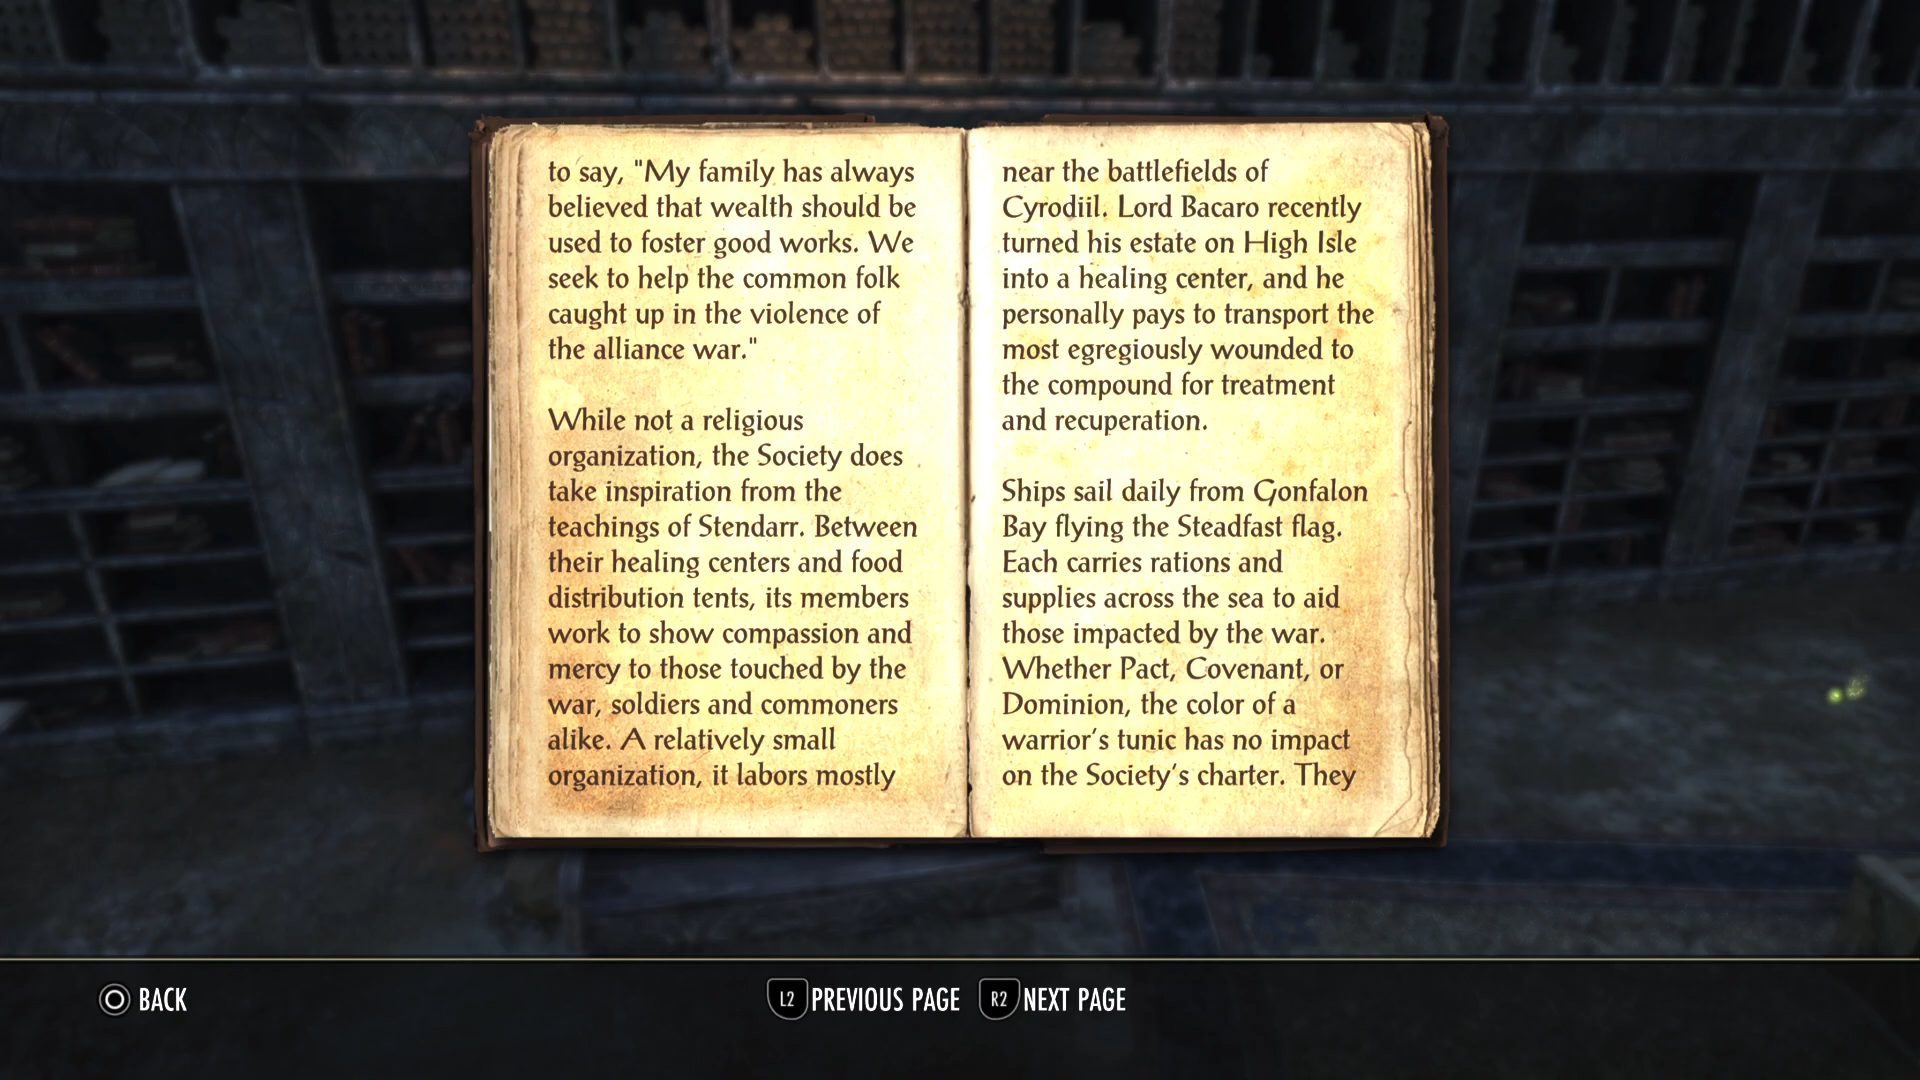 to say, "My family has always
believed that wealth should be
used to foster good works. We
seek to help the common folk
caught up in the violence of
the alliance war."
While not a religious
organization, the Society does
take inspiration from the
teachings of Stendarr. Between
their healing centers and food
distribution tents, its members
work to show compassion and
mercy to those touched by the
war, soldiers and commoners
alike. A relatively small
organization, it labors mostly
near the battlefields of
Cyrodiil. Lord Bacaro recently
turned his estate on High Isle
into a healing center, and he
personally pays to transport the
most egregiously wounded to
the compound for treatment
and recuperation.
Ships sail daily from Gonfalon
Bay flying the Steadfast flag.
Each carries rations and
supplies across the sea to aid
those impacted by the war.
Whether Pact, Covenant, or
Dominion, the color of a
warrior's tunic has no impact
on the Society's charter. They
BACK
L2 PREVIOUS PAGE R2 NEXT PAGE